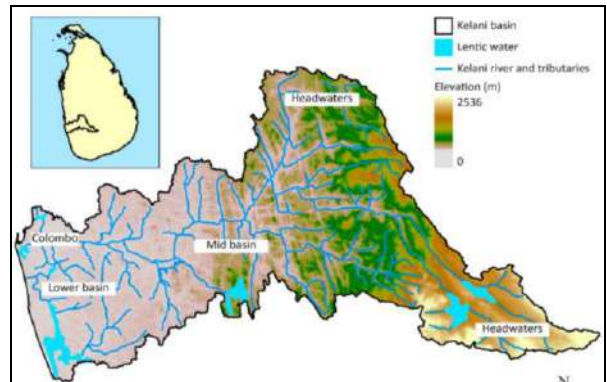 Kelani basin
Lentic water
Kelani river and tributaries
Elevation (m)
2536
0
Headwaters
Colombo
Mid basin
Lower basin
Headwaters
N